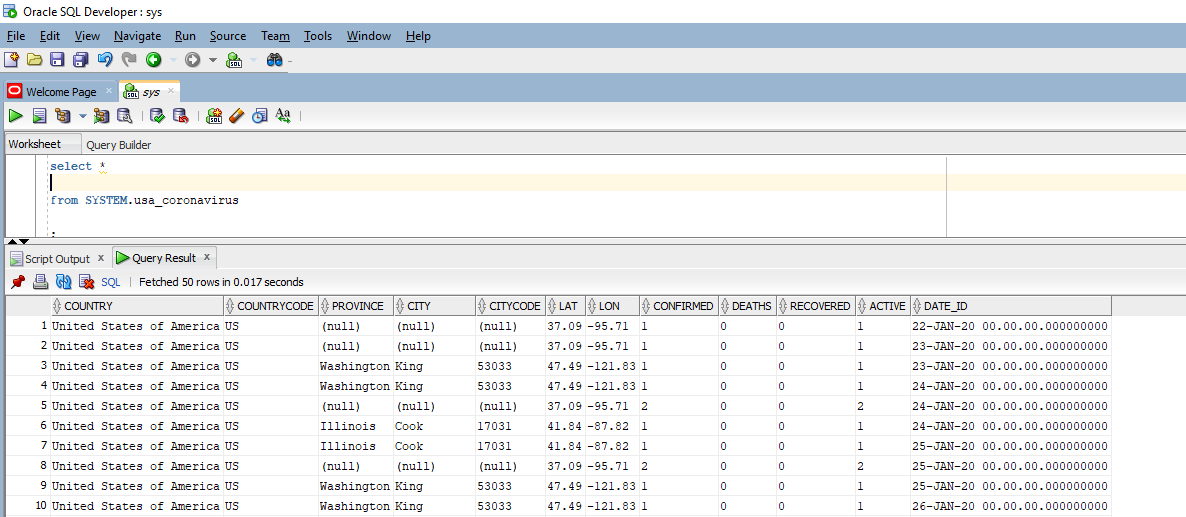 Oracle SQL Developer : sys
File Edit View Navigate Run Source Team Tools Window Help
Welcome Page × sys ×
Worksheet Query Builder
select *
from SYSTEM.usa_coronavirus
;
Script Output × Query Result ×
SQL | Fetched 50 rows in 0.017 seconds
COUNTRY COUNTRYCODE PROVINCE CITY CITYCODE LAT LON CONFIRMED DEATHS RECOVERED ACTIVE DATE_ID
1 United States of America US (null) (null) (null) 37.09 -95.71 1 0 0 1 22-JAN-20 00.00.00.000000000
2 United States of America US (null) (null) (null) 37.09 -95.71 1 0 0 1 23-JAN-20 00.00.00.000000000
3 United States of America US Washington King 53033 47.49 -121.83 1 0 0 1 23-JAN-20 00.00.00.000000000
4 United States of America US Washington King 53033 47.49 -121.83 1 0 0 1 24-JAN-20 00.00.00.000000000
5 United States of America US (null) (null) (null) 37.09 -95.71 2 0 0 2 24-JAN-20 00.00.00.000000000
6 United States of America US Illinois Cook 17031 41.84 -87.82 1 0 0 1 24-JAN-20 00.00.00.000000000
7 United States of America US Illinois Cook 17031 41.84 -87.82 1 0 0 1 25-JAN-20 00.00.00.000000000
8 United States of America US (null) (null) (null) 37.09 -95.71 2 0 0 2 25-JAN-20 00.00.00.000000000
9 United States of America US Washington King 53033 47.49 -121.83 1 0 0 1 25-JAN-20 00.00.00.000000000
10 United States of America US Washington King 53033 47.49 -121.83 1 0 0 1 26-JAN-20 00.00.00.000000000